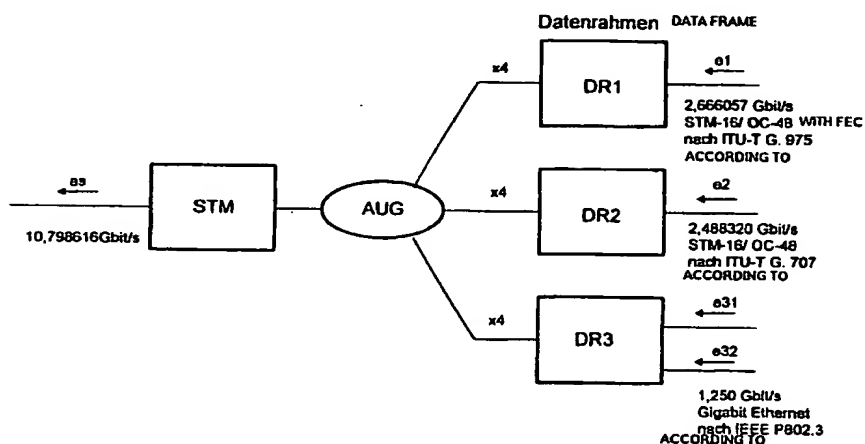 Datenrahmen DATA FRAME
x4
DR1
e1
2,666057 Gbit/s
STM-16/ OC-48 WITH FEC
nach ITU-T G. 975
ACCORDING TO
as
STM
10,798616Gbit/s
AUG
x4
DR2
e2
2,488320 Gbit/s
STM-16/ OC-48
nach ITU-T G. 707
ACCORDING TO
x4
DR3
e31
e32
1,250 Gbit/s
Gigabit Ethernet
nach IEEE P802.3
ACCORDING TO